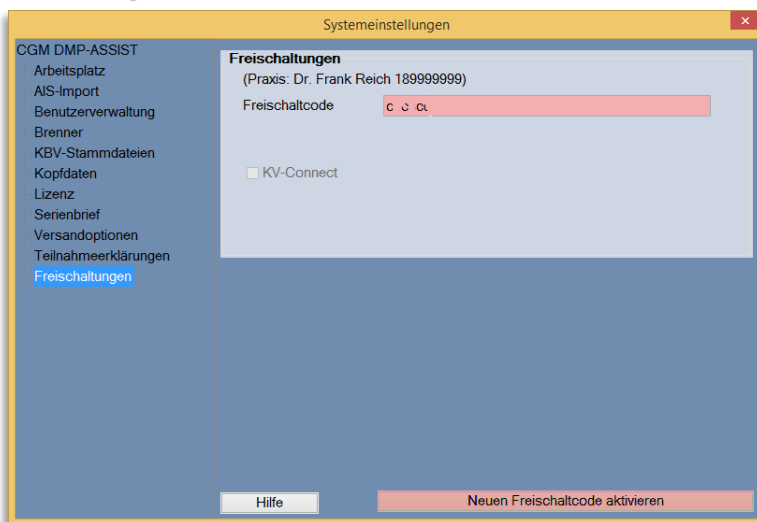 Systemeinstellungen
CGM DMP-ASSIST
Arbeitsplatz
AIS-Import
Benutzerverwaltung
Brenner
KBV-Stammdateien
Kopfdaten
Lizenz
Serienbrief
Versandoptionen
Teilnahmeerklärungen
Freischaltungen
Freischaltungen
(Praxis: Dr. Frank Reich 189999999)
Freischaltcode
KV-Connect
Hilfe
Neuen Freischaltcode aktivieren